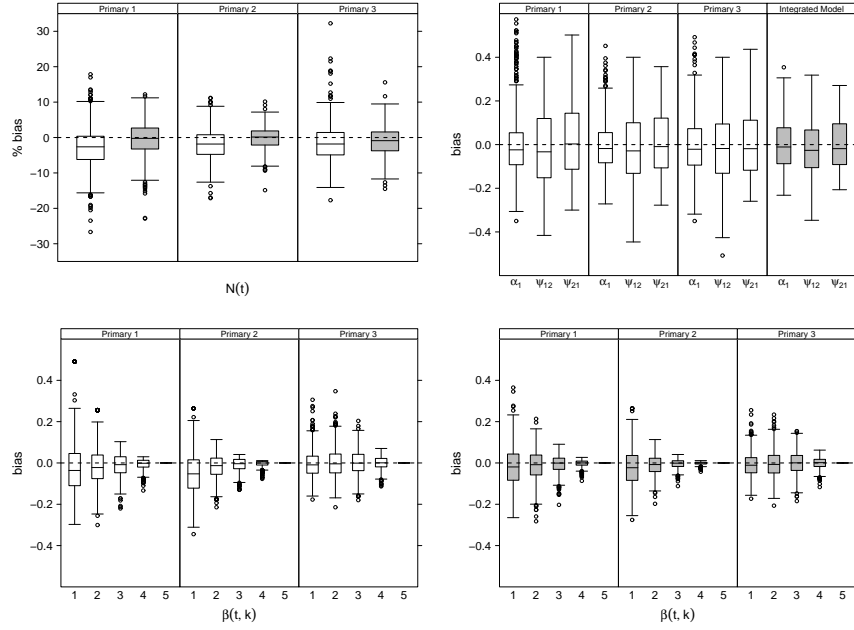 Primary 1 Primary 2 Primary 3
% bias
30
20
10
0
−10
−20
−30
N(t)
Primary 1 Primary 2 Primary 3 Integrated Model
bias
0.4
0.2
0.0
−0.2
−0.4
α1 ψ12 ψ21 α1 ψ12 ψ21 α1 ψ12 ψ21 α1 ψ12 ψ21
Primary 1 Primary 2 Primary 3
bias
0.4
0.2
0.0
−0.2
−0.4
1 2 3 4 5 1 2 3 4 5 1 2 3 4 5
β(t, k)
Primary 1 Primary 2 Primary 3
bias
0.4
0.2
0.0
−0.2
−0.4
1 2 3 4 5 1 2 3 4 5 1 2 3 4 5
β(t, k)